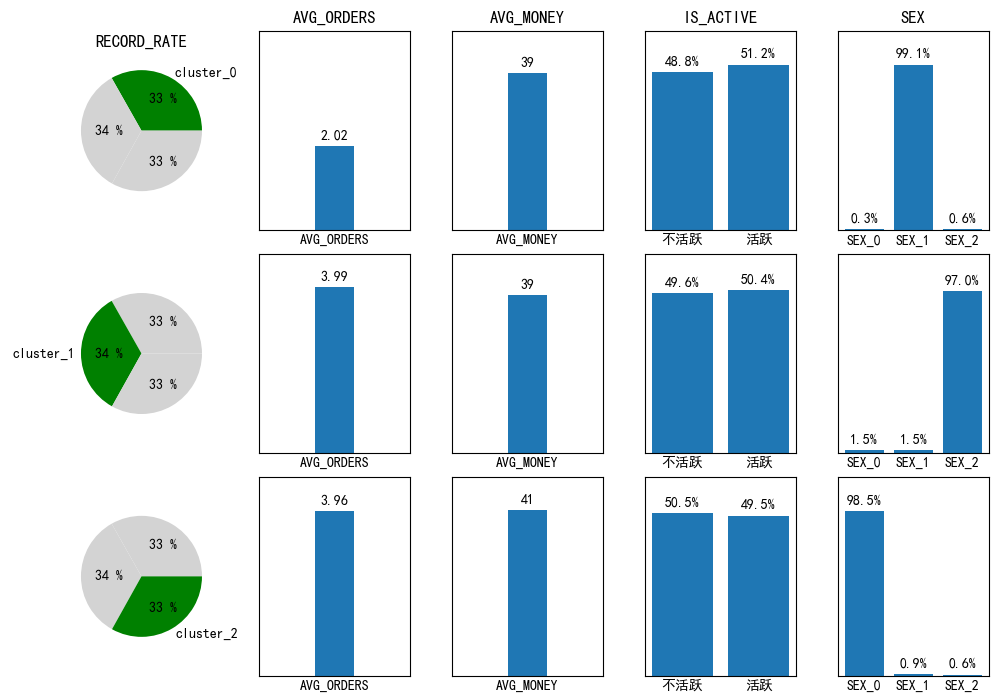 AVG_ORDERS AVG_MONEY IS_ACTIVE SEX
RECORD_RATE
cluster_0
33 %
34 %
33 %
2.02
AVG_ORDERS
39
AVG_MONEY
48.8% 51.2%
不活跃 活跃
0.3% 99.1% 0.6%
SEX_0 SEX_1 SEX_2
cluster_1
33 %
34 %
33 %
3.99
AVG_ORDERS
39
AVG_MONEY
49.6% 50.4%
不活跃 活跃
1.5% 1.5% 97.0%
SEX_0 SEX_1 SEX_2
33 %
34 %
33 %
cluster_2
3.96
AVG_ORDERS
41
AVG_MONEY
50.5% 49.5%
不活跃 活跃
98.5% 0.9% 0.6%
SEX_0 SEX_1 SEX_2